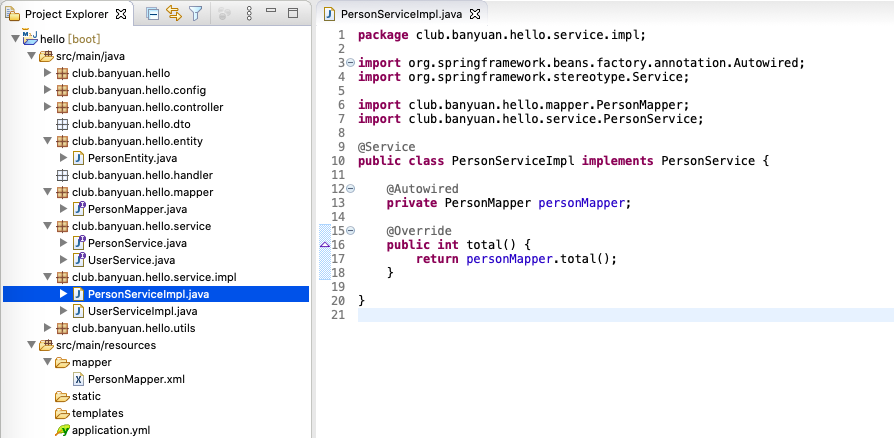 Project Explorer
hello [boot]
src/main/java
club.banyuan.hello
club.banyuan.hello.config
club.banyuan.hello.controller
club.banyuan.hello.dto
club.banyuan.hello.entity
PersonEntity.java
club.banyuan.hello.handler
club.banyuan.hello.mapper
PersonMapper.java
club.banyuan.hello.service
PersonService.java
UserService.java
club.banyuan.hello.service.impl
PersonServiceImpl.java
UserServiceImpl.java
club.banyuan.hello.utils
src/main/resources
mapper
PersonMapper.xml
static
templates
application.yml
PersonServiceImpl.java
1 package club.banyuan.hello.service.impl;
2
3 import org.springframework.beans.factory.annotation.Autowired;
4 import org.springframework.stereotype.Service;
5
6 import club.banyuan.hello.mapper.PersonMapper;
7 import club.banyuan.hello.service.PersonService;
8
9 @Service
10 public class PersonServiceImpl implements PersonService {
11
12 @Autowired
13 private PersonMapper personMapper;
14
15 @Override
16 public int total() {
17 return personMapper.total();
18 }
19
20 }
21